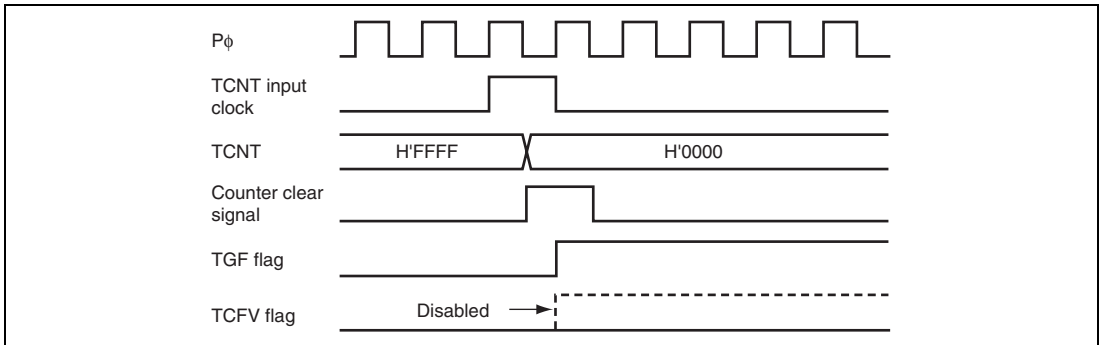 Pϕ
TCNT input
clock
TCNT
H'FFFF
H'0000
Counter clear
signal
TGF flag
TCFV flag
Disabled